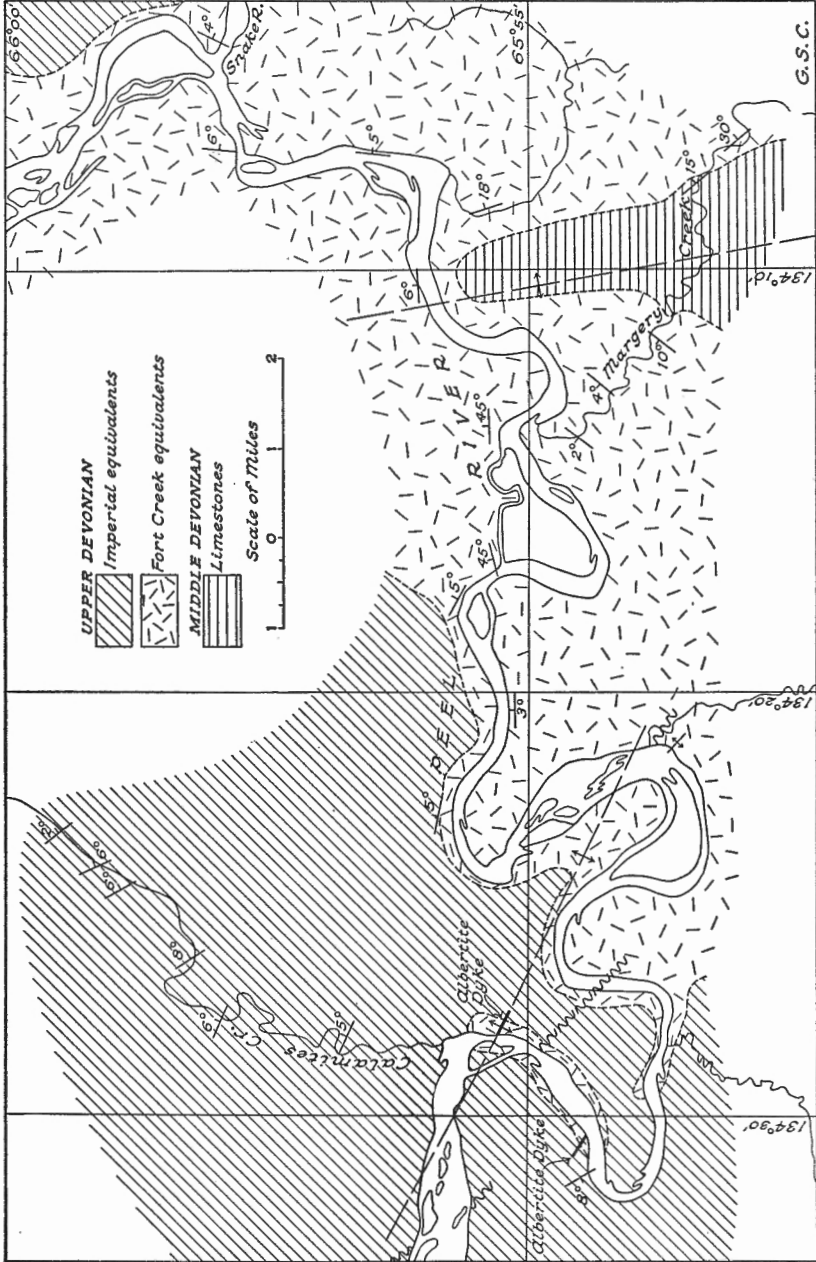 UPPER DEVONIAN
Imperial equivalents
Fort Creek equivalents
MIDDLE DEVONIAN
Limestones
Scale of Miles
1 0 1 2
66°00'
65°55'
134°30'
134°20'
134°10'
PEEL RIVER
Snake R.
Margery Creek
Calamites Cr.
Albertite
Dyke
Albertite Dyke
2°
6°
6°
8°
6°
5°
8°
5°
3°
5°
45°
45°
2°
4°
10°
6°
15°
30°
18°
5°
6°
4°
G.S.C.